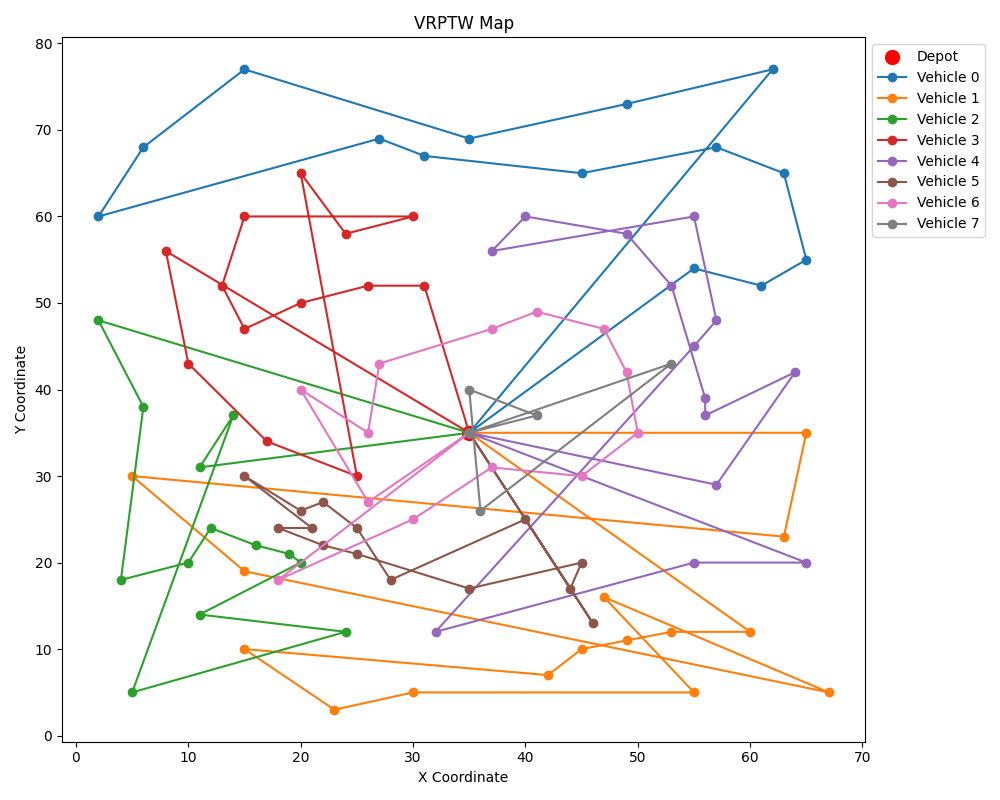 VRPTW Map
Depot
Vehicle 0
Vehicle 1
Vehicle 2
Vehicle 3
Vehicle 4
Vehicle 5
Vehicle 6
Vehicle 7
80
70
60
50
40
30
20
10
0
Y Coordinate
0 10 20 30 40 50 60 70
X Coordinate